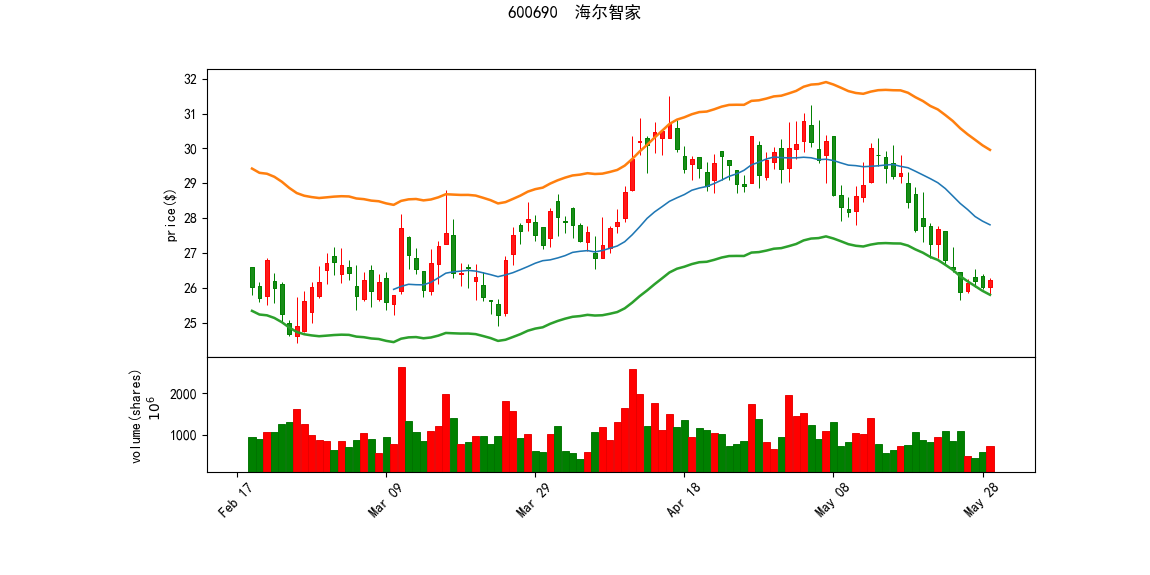 600690 海尔智家
price($)
32
31
30
29
28
27
26
25
volume(shares)
10^6
2000
1000
Feb 17
Mar 09
Mar 29
Apr 18
May 08
May 28